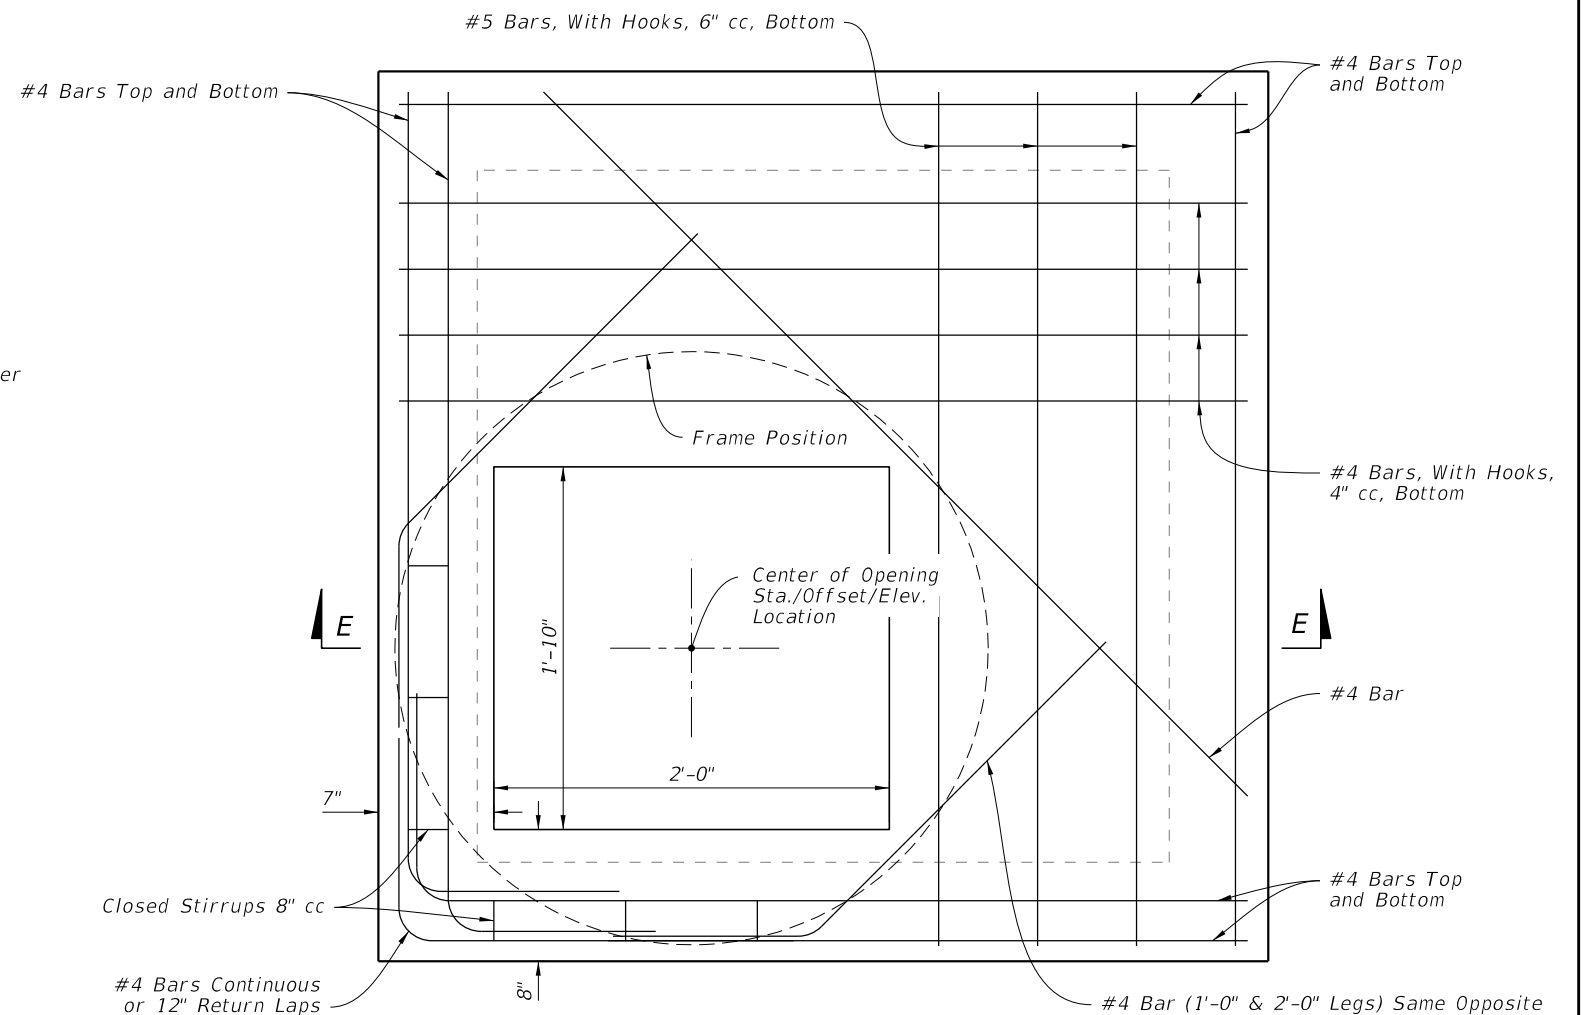 #5 Bars, With Hooks, 6" cc, Bottom
#4 Bars Top and Bottom
#4 Bars Top
and Bottom
er
Frame Position
#4 Bars, With Hooks,
4" cc, Bottom
Center of Opening
Sta./Offset/Elev.
Location
E
E
1'-10"
#4 Bar
2'-0"
7"
Closed Stirrups 8" cc
#4 Bars Top
and Bottom
#4 Bars Continuous
or 12" Return Laps
8"
#4 Bar (1'-0" & 2'-0" Legs) Same Opposite